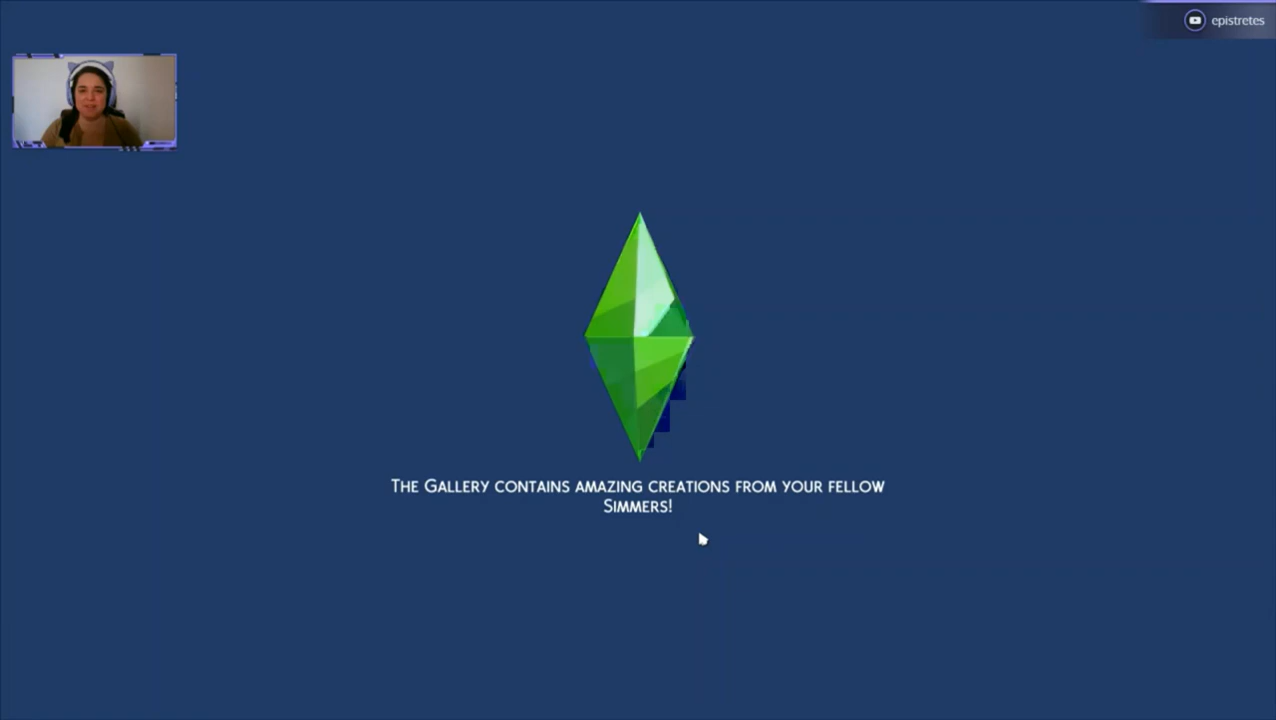 epistretes
THE GALLERY CONTAINS AMAZING CREATIONS FROM YOUR FELLOW
SIMMERS!